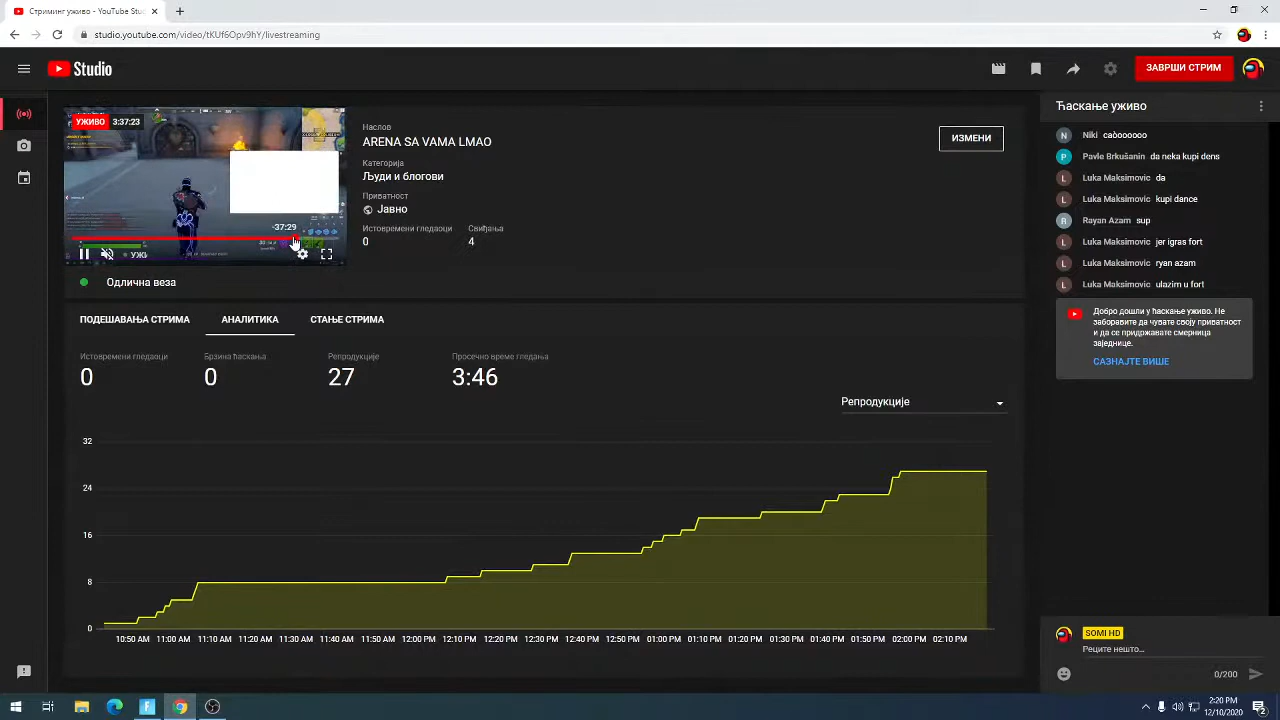 Стриминг уживо - YouTube Stu
studio.youtube.com/video/tKUf6Opv9hY/livestreaming
Studio
ЗАВРШИ СТРИМ
УЖИВО 3:37:23
-37:29
УЖИ
Наслов
ARENA SA VAMA LMAO
ИЗМЕНИ
Категорија
Људи и блогови
Приватност
Јавно
Истовремени гледаоци Свиђања
0 4
Одлична веза
ПОДЕШАВАЊА СТРИМА АНАЛИТИКА СТАЊЕ СТРИМА
Истовремени гледаоци Брзина ћаскања Репродукције Просечно време гледања
0 0 27 3:46
Репродукције
32
24
16
8
0
10:50 AM 11:00 AM 11:10 AM 11:20 AM 11:30 AM 11:40 AM 11:50 AM 12:00 PM 12:10 PM 12:20 PM 12:30 PM 12:40 PM 12:50 PM 01:00 PM 01:10 PM 01:20 PM 01:30 PM 01:40 PM 01:50 PM 02:00 PM 02:10 PM
Ћаскање уживо
N Niki саbооооооо
P Pavle Brkušanin da neka kupi dens
L Luka Maksimovic da
L Luka Maksimovic kupi dance
R Rayan Azam sup
L Luka Maksimovic jer igras fort
L Luka Maksimovic ryan azam
L Luka Maksimovic ulazim u fort
Добро дошли у ћаскање уживо. Не
заборавите да чувате своју приватност
и да се придржавате смерница
заједнице.
САЗНАЈТЕ ВИШЕ
SOMI HD
Реците нешто...
0/200
2:20 PM
12/10/2020
2